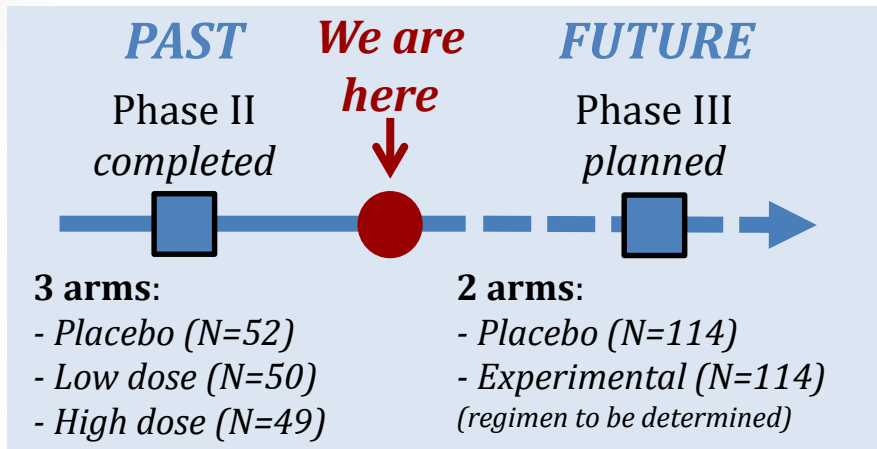 PAST
We are
here
FUTURE
Phase II
completed
Phase III
planned
3 arms:
- Placebo (N=52)
- Low dose (N=50)
- High dose (N=49)
2 arms:
- Placebo (N=114)
- Experimental (N=114)
(regimen to be determined)